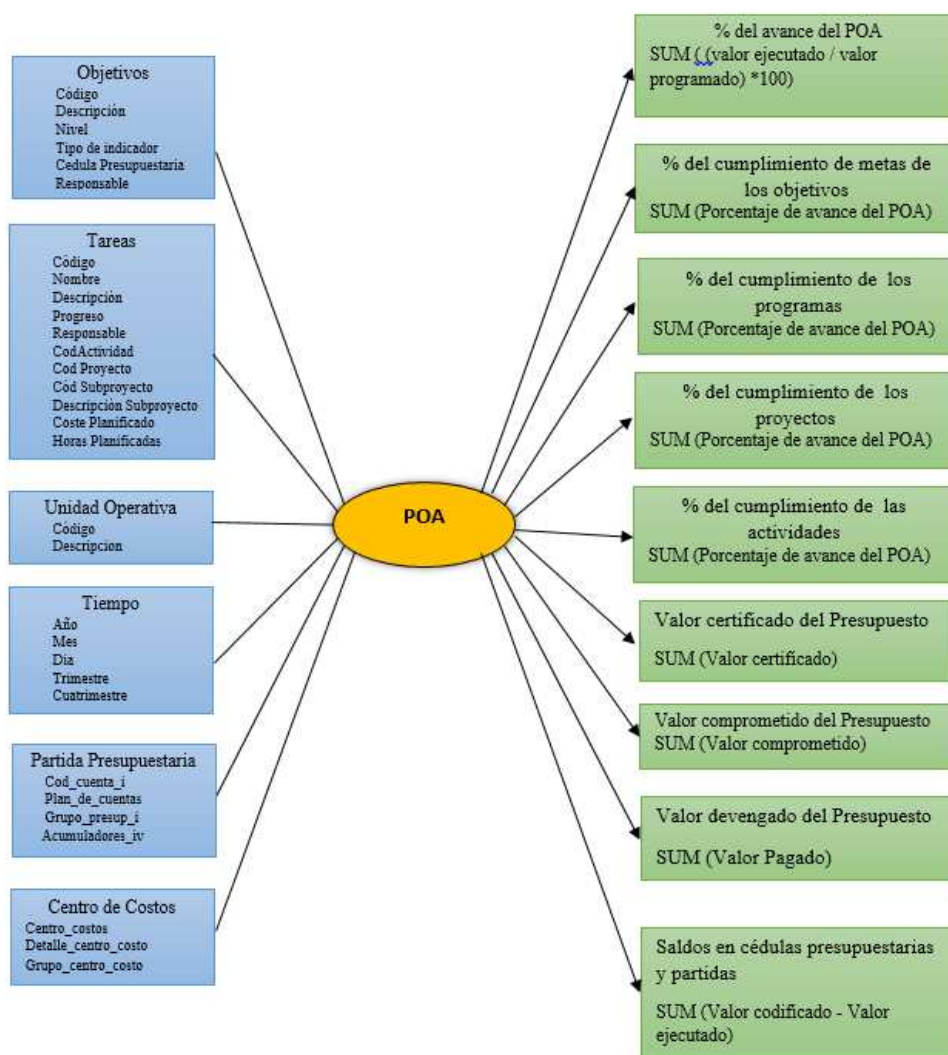 Objetivos
Código
Descripción
Nivel
Tipo de indicador
Cedula Presupuestaria
Responsable
Tareas
Código
Nombre
Descripción
Progreso
Responsable
CodActividad
Cod Proyecto
Cód Subproyecto
Descripción Subproyecto
Coste Planificado
Horas Planificadas
Unidad Operativa
Código
Descripcion
Tiempo
Año
Mes
Dia
Trimestre
Cuatrimestre
Partida Presupuestaria
Cod_cuenta_i
Plan_de_cuentas
Grupo_presup_i
Acumuladores_iv
Centro de Costos
Centro_costos
Detalle_centro_costo
Grupo_centro_costo
POA
% del avance del POA
SUM ( (valor ejecutado / valor
programado) *100)
% del cumplimiento de metas de
los objetivos
SUM (Porcentaje de avance del POA)
% del cumplimiento de los
programas
SUM (Porcentaje de avance del POA)
% del cumplimiento de los
proyectos
SUM (Porcentaje de avance del POA)
% del cumplimiento de las
actividades
SUM (Porcentaje de avance del POA)
Valor certificado del Presupuesto
SUM (Valor certificado)
Valor comprometido del Presupuesto
SUM (Valor comprometido)
Valor devengado del Presupuesto
SUM (Valor Pagado)
Saldos en cédulas presupuestarias
y partidas
SUM (Valor codificado - Valor
ejecutado)